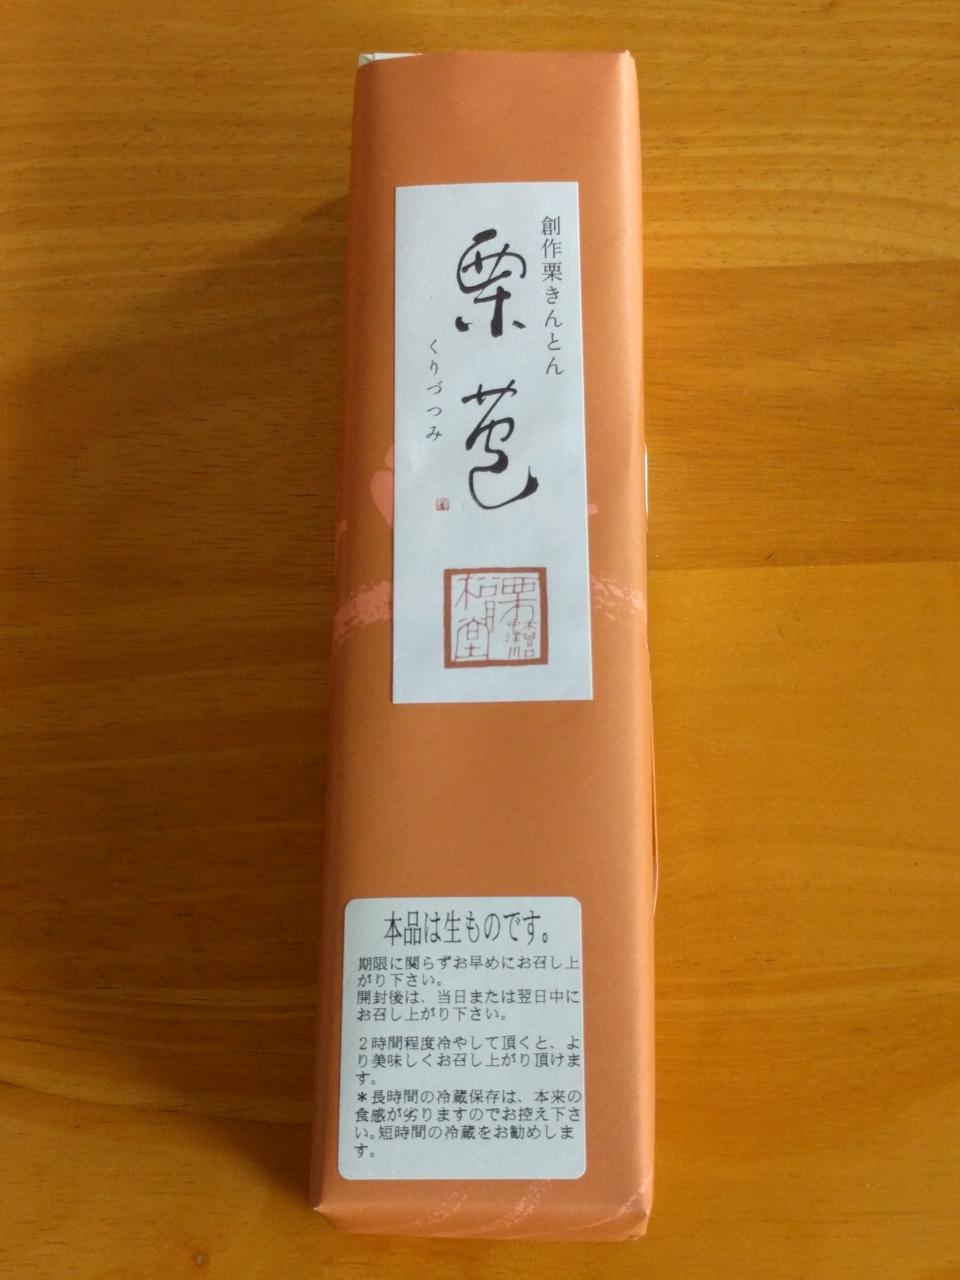 創作栗きんとん
栗苞
くりづつみ
本品は生ものです。
期限に関らずお早めにお召し上
がり下さい。
開封後は、当日または翌日中に
お召し上がり下さい。
2時間程度冷やして頂くと、よ
り美味しくお召し上がり頂けま
す。
*長時間の冷蔵保存は、本来の
食感が劣りますのでお控え下さ
い。短時間の冷蔵をお勧めしま
す。